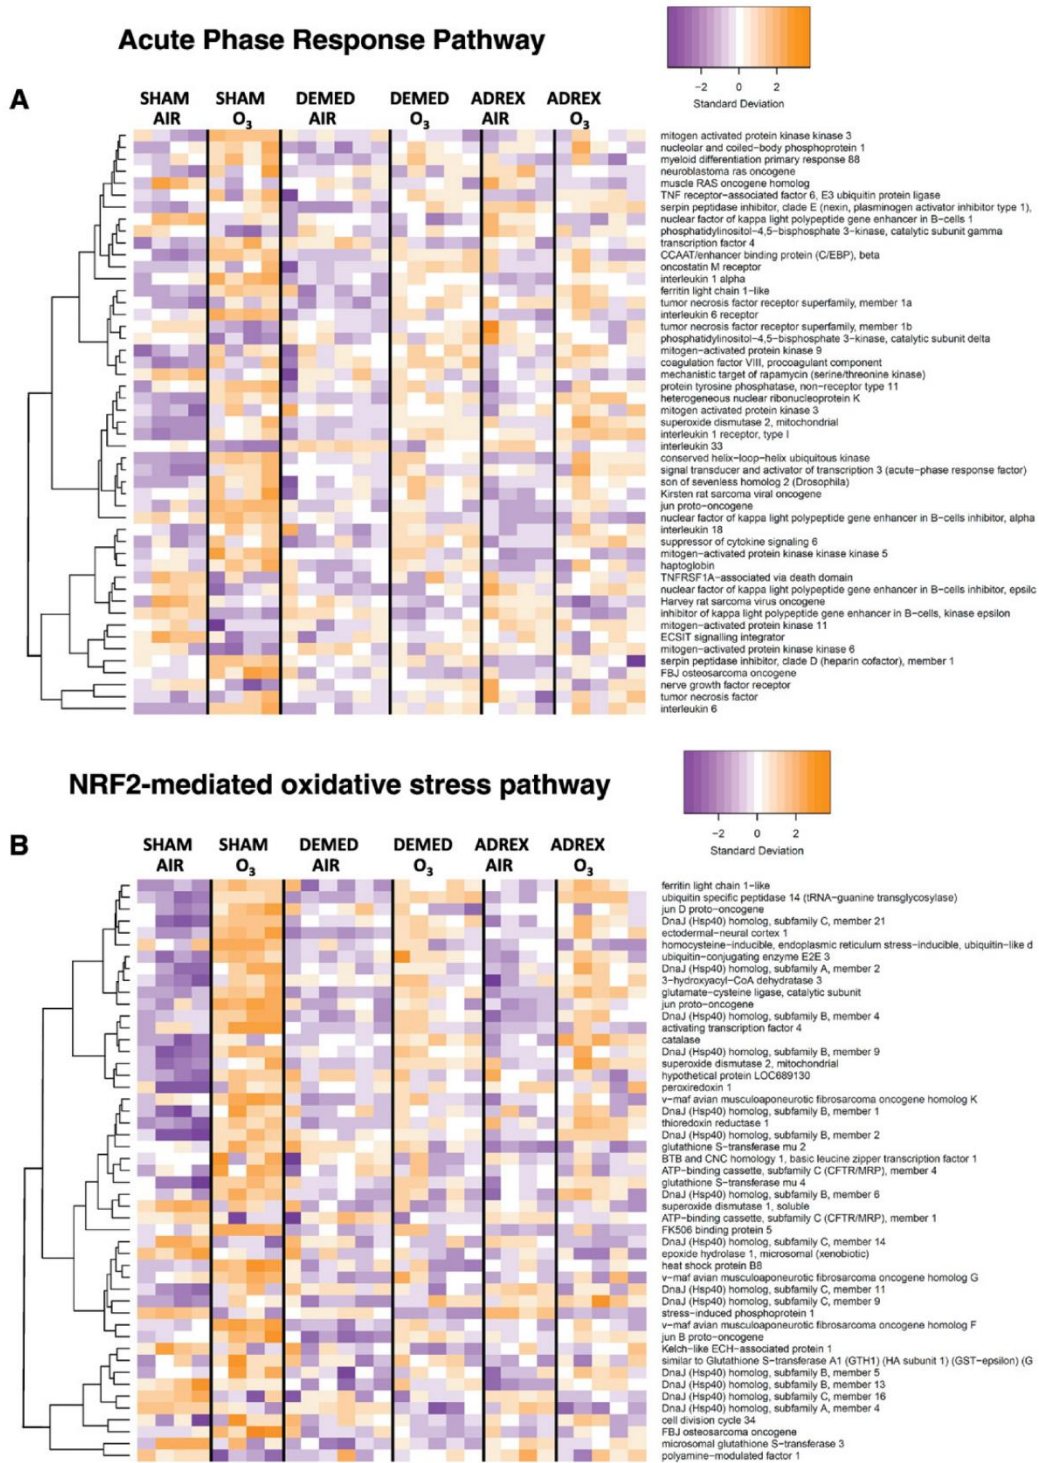 Acute Phase Response Pathway
−2 0 2
Standard Deviation
A
SHAM AIR
SHAM O3
DEMED AIR
DEMED O3
ADREX AIR
ADREX O3
mitogen activated protein kinase kinase 3
nucleolar and coiled−body phosphoprotein 1
myeloid differentiation primary response 88
neuroblastoma ras oncogene
muscle RAS oncogene homolog
TNF receptor−associated factor 6, E3 ubiquitin protein ligase
serpin peptidase inhibitor, clade E (nexin, plasminogen activator inhibitor type 1),
nuclear factor of kappa light polypeptide gene enhancer in B−cells 1
phosphatidylinositol−4,5−bisphosphate 3−kinase, catalytic subunit gamma
transcription factor 4
CCAAT/enhancer binding protein (C/EBP), beta
oncostatin M receptor
interleukin 1 alpha
ferritin light chain 1−like
tumor necrosis factor receptor superfamily, member 1a
interleukin 6 receptor
tumor necrosis factor receptor superfamily, member 1b
phosphatidylinositol−4,5−bisphosphate 3−kinase, catalytic subunit delta
mitogen−activated protein kinase 9
coagulation factor VIII, procoagulant component
mechanistic target of rapamycin (serine/threonine kinase)
protein tyrosine phosphatase, non−receptor type 11
heterogeneous nuclear ribonucleoprotein K
mitogen activated protein kinase 3
superoxide dismutase 2, mitochondrial
interleukin 1 receptor, type I
interleukin 33
conserved helix−loop−helix ubiquitous kinase
signal transducer and activator of transcription 3 (acute−phase response factor)
son of sevenless homolog 2 (Drosophila)
Kirsten rat sarcoma viral oncogene
jun proto−oncogene
nuclear factor of kappa light polypeptide gene enhancer in B−cells inhibitor, alpha
interleukin 18
suppressor of cytokine signaling 6
mitogen−activated protein kinase kinase kinase 5
haptoglobin
TNFRSF1A−associated via death domain
nuclear factor of kappa light polypeptide gene enhancer in B−cells inhibitor, epsilc
Harvey rat sarcoma virus oncogene
inhibitor of kappa light polypeptide gene enhancer in B−cells, kinase epsilon
mitogen−activated protein kinase 11
ECSIT signalling integrator
mitogen−activated protein kinase kinase 6
serpin peptidase inhibitor, clade D (heparin cofactor), member 1
FBJ osteosarcoma oncogene
nerve growth factor receptor
tumor necrosis factor
interleukin 6
NRF2-mediated oxidative stress pathway
−2 0 2
Standard Deviation
B
SHAM AIR
SHAM O3
DEMED AIR
DEMED O3
ADREX AIR
ADREX O3
ferritin light chain 1−like
ubiquitin specific peptidase 14 (tRNA−guanine transglycosylase)
jun D proto−oncogene
DnaJ (Hsp40) homolog, subfamily C, member 21
ectodermal−neural cortex 1
homocysteine−inducible, endoplasmic reticulum stress−inducible, ubiquitin−like d
ubiquitin−conjugating enzyme E2E 3
DnaJ (Hsp40) homolog, subfamily A, member 2
3−hydroxyacyl−CoA dehydratase 3
glutamate−cysteine ligase, catalytic subunit
jun proto−oncogene
DnaJ (Hsp40) homolog, subfamily B, member 4
activating transcription factor 4
catalase
DnaJ (Hsp40) homolog, subfamily B, member 9
superoxide dismutase 2, mitochondrial
hypothetical protein LOC689130
peroxiredoxin 1
v−maf avian musculoaponeurotic fibrosarcoma oncogene homolog K
DnaJ (Hsp40) homolog, subfamily B, member 1
thioredoxin reductase 1
DnaJ (Hsp40) homolog, subfamily B, member 2
glutathione S−transferase mu 2
BTB and CNC homology 1, basic leucine zipper transcription factor 1
ATP−binding cassette, subfamily C (CFTR/MRP), member 4
glutathione S−transferase mu 4
DnaJ (Hsp40) homolog, subfamily B, member 6
superoxide dismutase 1, soluble
ATP−binding cassette, subfamily C (CFTR/MRP), member 1
FK506 binding protein 5
DnaJ (Hsp40) homolog, subfamily C, member 14
epoxide hydrolase 1, microsomal (xenobiotic)
heat shock protein B8
v−maf avian musculoaponeurotic fibrosarcoma oncogene homolog G
DnaJ (Hsp40) homolog, subfamily C, member 11
DnaJ (Hsp40) homolog, subfamily C, member 9
stress−induced phosphoprotein 1
v−maf avian musculoaponeurotic fibrosarcoma oncogene homolog F
jun B proto−oncogene
Kelch−like ECH−associated protein 1
similar to Glutathione S−transferase A1 (GTH1) (HA subunit 1) (GST−epsilon) (G
DnaJ (Hsp40) homolog, subfamily B, member 5
DnaJ (Hsp40) homolog, subfamily B, member 13
DnaJ (Hsp40) homolog, subfamily C, member 16
DnaJ (Hsp40) homolog, subfamily A, member 4
cell division cycle 34
FBJ osteosarcoma oncogene
microsomal glutathione S−transferase 3
polyamine−modulated factor 1